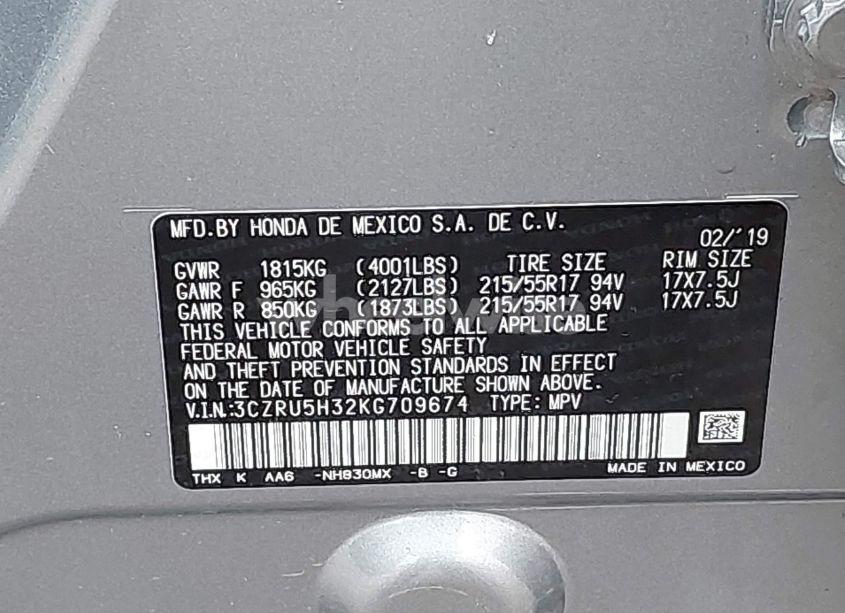 MFD.BY HONDA DE MEXICO S.A. DE C.V.
02/'19
GVWR 1815KG (4001LBS) TIRE SIZE RIM SIZE
GAWR F 965KG (2127LBS) 215/55R17 94V 17X7.5J
GAWR R 850KG (1873LBS) 215/55R17 94V 17X7.5J
THIS VEHICLE CONFORMS TO ALL APPLICABLE
FEDERAL MOTOR VEHICLE SAFETY
AND THEFT PREVENTION STANDARDS IN EFFECT
ON THE DATE OF MANUFACTURE SHOWN ABOVE.
V.I.N:3CZRU5H32KG709674 TYPE: MPV
THX K AA6 -NH830MX -B -G MADE IN MEXICO